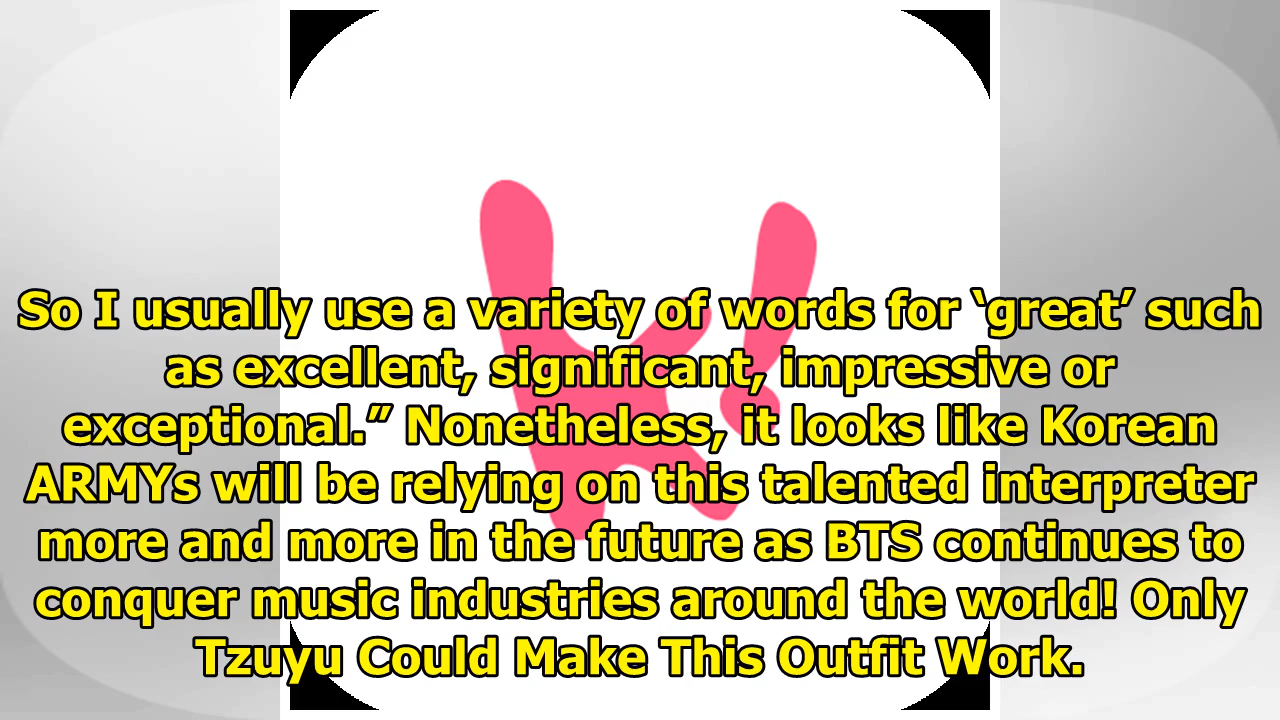 So I usually use a variety of words for ‘great’ such
as excellent, significant, impressive or
exceptional.” Nonetheless, it looks like Korean
ARMYs will be relying on this talented interpreter
more and more in the future as BTS continues to
conquer music industries around the world! Only
Tzuyu Could Make This Outfit Work.
k!